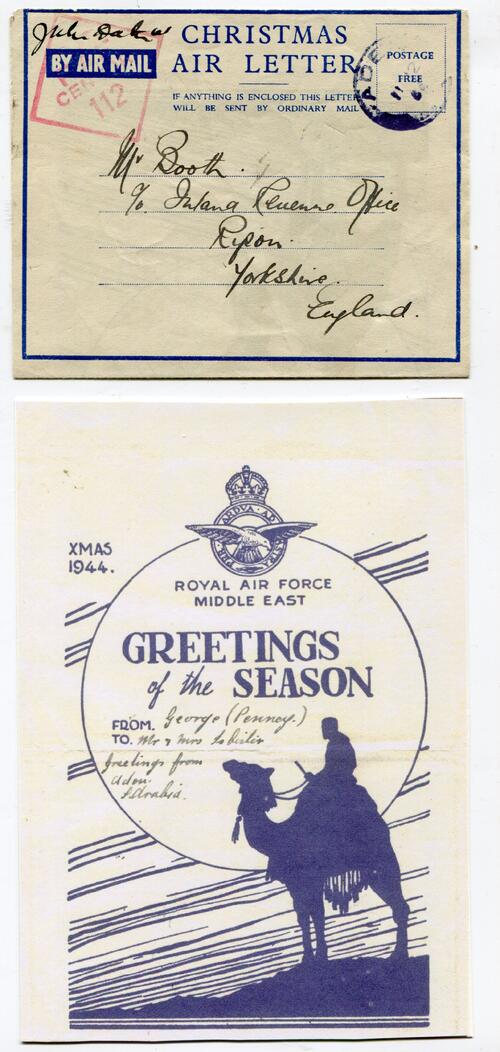 BY AIR MAIL
CHRISTMAS
AIR LETTER
IF ANYTHING IS ENCLOSED THIS LETTER
WILL BE SENT BY ORDINARY MAIL
POSTAGE
FREE
112
Mr Booth.
Inland Revenue Office
Ripon.
Yorkshire.
England.
XMAS
1944.
ROYAL AIR FORCE
MIDDLE EAST
GREETINGS
of the SEASON
FROM. George (Penney.)
TO. Mr & Mrs
Greetings from
Aden.
S. Arabia.